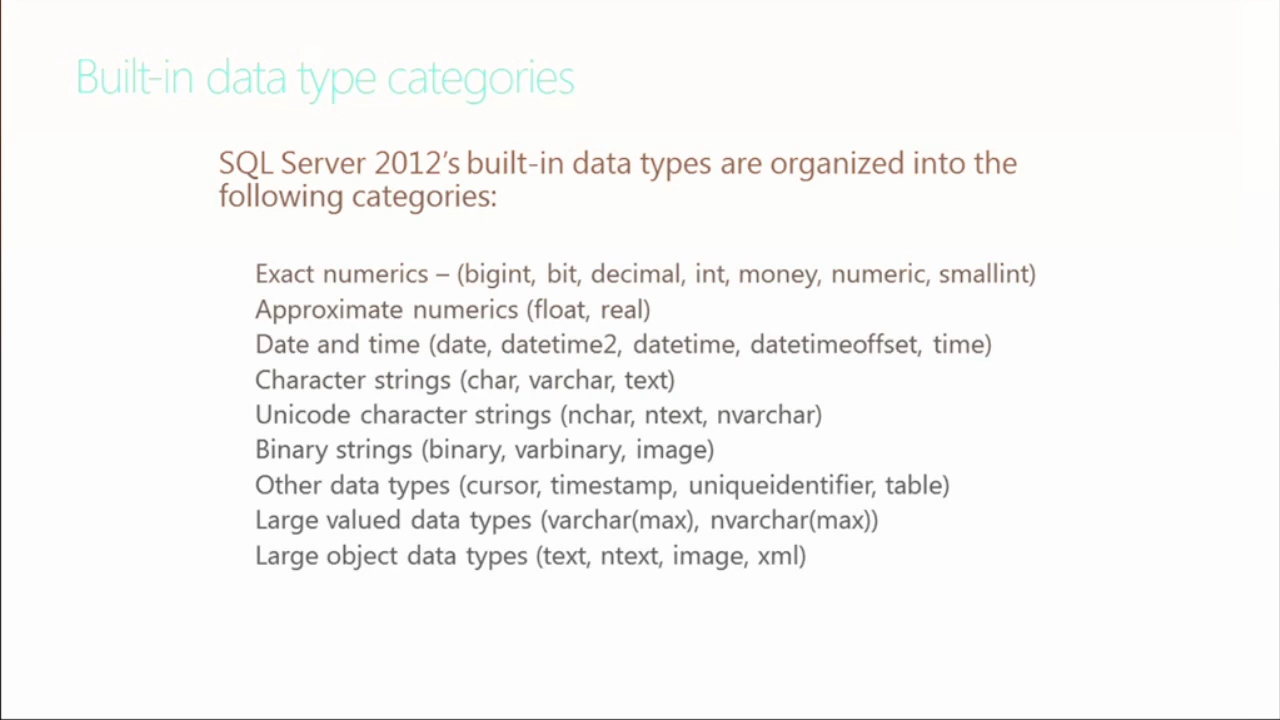 Built-in data type categories
SQL Server 2012's built-in data types are organized into the
following categories:
Exact numerics – (bigint, bit, decimal, int, money, numeric, smallint)
Approximate numerics (float, real)
Date and time (date, datetime2, datetime, datetimeoffset, time)
Character strings (char, varchar, text)
Unicode character strings (nchar, ntext, nvarchar)
Binary strings (binary, varbinary, image)
Other data types (cursor, timestamp, uniqueidentifier, table)
Large valued data types (varchar(max), nvarchar(max))
Large object data types (text, ntext, image, xml)